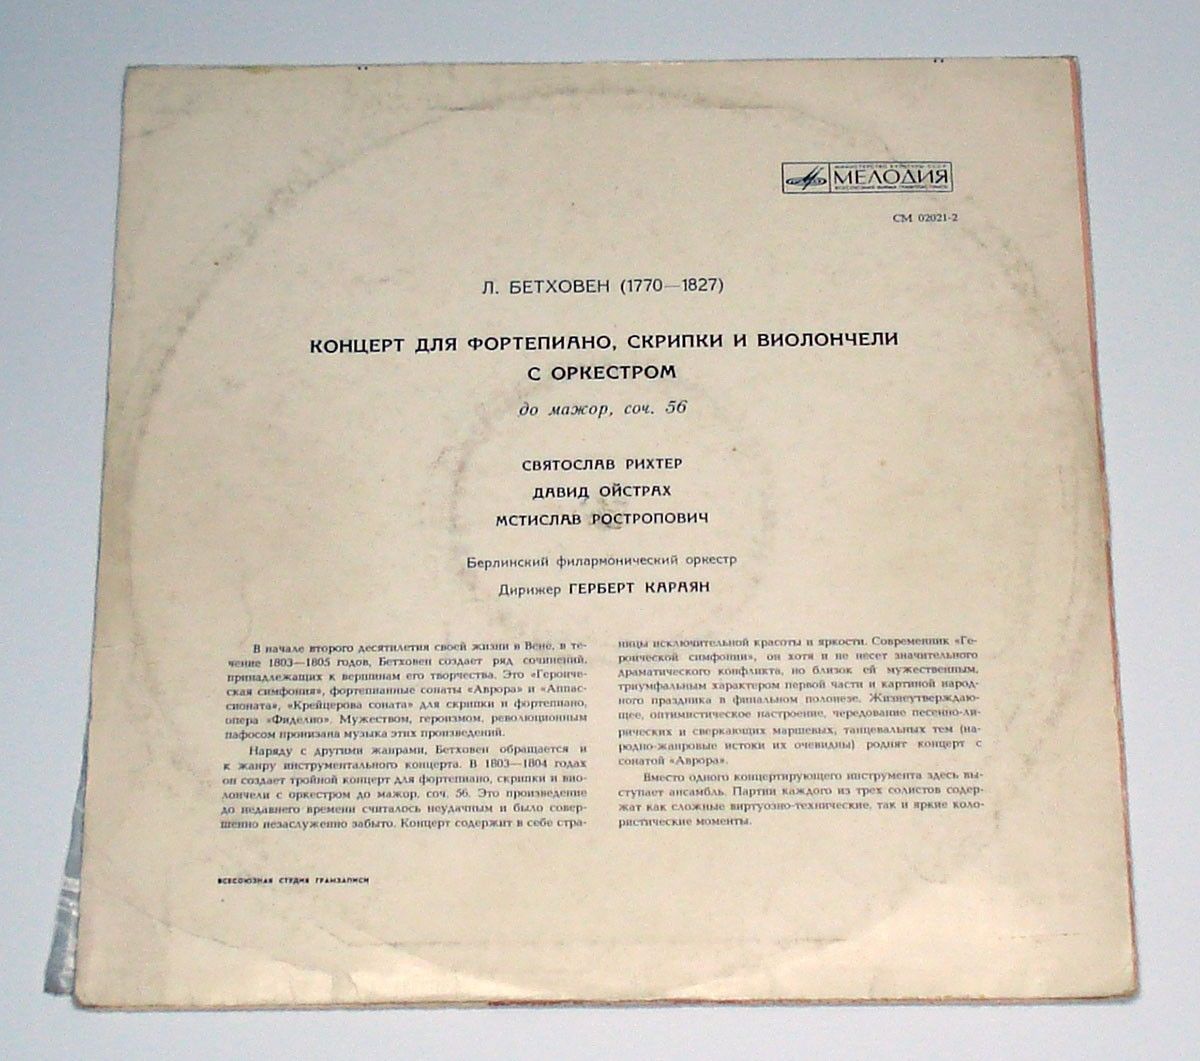 МИНИСТЕРСТВО КУЛЬТУРЫ СССР
МЕЛОДИЯ
ВСЕСОЮЗНАЯ ФИРМА ГРАМПЛАСТИНОК
СМ 02021-2
Л. БЕТХОВЕН (1770—1827)
КОНЦЕРТ ДЛЯ ФОРТЕПИАНО, СКРИПКИ И ВИОЛОНЧЕЛИ
С ОРКЕСТРОМ
до мажор, соч. 56
СВЯТОСЛАВ РИХТЕР
ДАВИД ОЙСТРАХ
МСТИСЛАВ РОСТРОПОВИЧ
Берлинский филармонический оркестр
Дирижер ГЕРБЕРТ КАРАЯН
В начале второго десятилетия своей жизни в Вене, в те-
чение 1803—1805 годов, Бетховен создает ряд сочинений,
принадлежащих к вершинам его творчества. Это «Героиче-
ская симфония», фортепианные сонаты «Аврора» и «Аппас-
сионата», «Крейцерова соната» для скрипки и фортепиано,
опера «Фиделио». Мужеством, героизмом, революционным
пафосом пронизана музыка этих произведений.
Наряду с другими жанрами, Бетховен обращается и
к жанру инструментального концерта. В 1803—1804 годах
он создает тройной концерт для фортепиано, скрипки и вио-
лончели с оркестром до мажор, соч. 56. Это произведение
до недавнего времени считалось неудачным и было совер-
шенно незаслуженно забыто. Концерт содержит в себе стра-
ницы исключительной красоты и яркости. Современник «Ге-
роической симфонии», он хотя и не несет значительного
драматического конфликта, но близок ей мужественным,
триумфальным характером первой части и картиной народ-
ного праздника в финальном полонезе. Жизнеутверждаю-
щее, оптимистическое настроение, чередование песенно-ли-
рических и сверкающих маршевых, танцевальных тем (на-
родно-жанровые истоки их очевидны) роднят концерт с
сонатой «Аврора».
Вместо одного концертирующего инструмента здесь вы-
ступает ансамбль. Партии каждого из трех солистов содер-
жат как сложные виртуозно-технические, так и яркие коло-
ристические моменты.
ВСЕСОЮЗНАЯ СТУДИЯ ГРАМЗАПИСИ